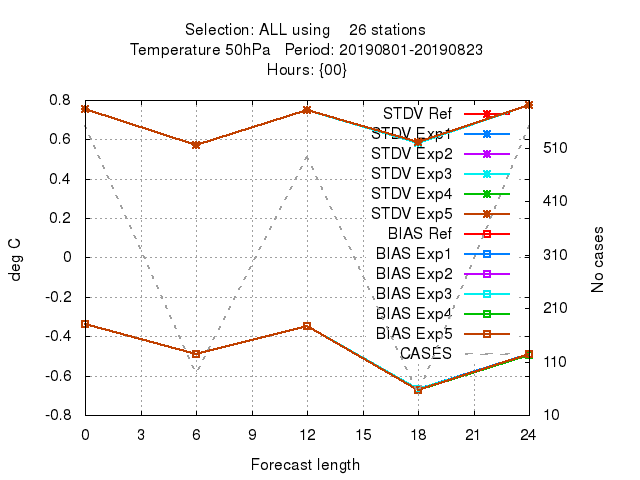 Selection: ALL using    26 stations
Temperature 50hPa   Period: 20190801-20190823
Hours: {00}
0.8
0.6
0.4
0.2
0
-0.2
-0.4
-0.6
-0.8
deg C
STDV Ref
STDV Exp1
STDV Exp2
STDV Exp3
STDV Exp4
STDV Exp5
BIAS Ref
BIAS Exp1
BIAS Exp2
BIAS Exp3
BIAS Exp4
BIAS Exp5
CASES
510
410
310
210
110
10
No cases
0 3 6 9 12 15 18 21 24
Forecast length